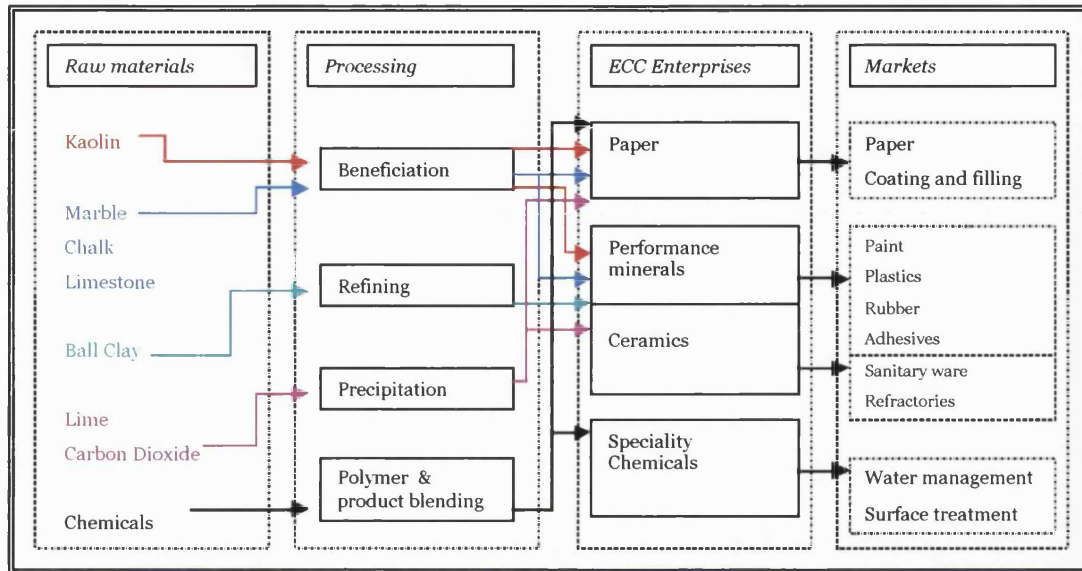 Raw materials
Processing
ECC Enterprises
Markets
Kaolin
Marble
Chalk
Limestone
Ball Clay
Lime
Carbon Dioxide
Chemicals
Beneficiation
Refining
Precipitation
Polymer &
product blending
Paper
Performance
minerals
Ceramics
Speciality
Chemicals
Paper
Coating and filling
Paint
Plastics
Rubber
Adhesives
Sanitary ware
Refractories
Water management
Surface treatment